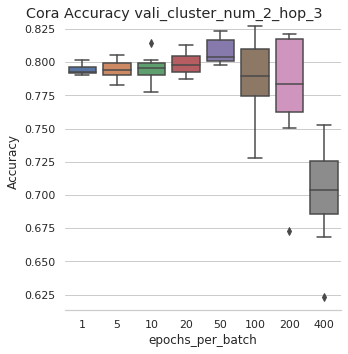 Cora Accuracy vali_cluster_num_2_hop_3
0.825
0.800
0.775
0.750
0.725
0.700
0.675
0.650
0.625
Accuracy
1 5 10 20 50 100 200 400
epochs_per_batch